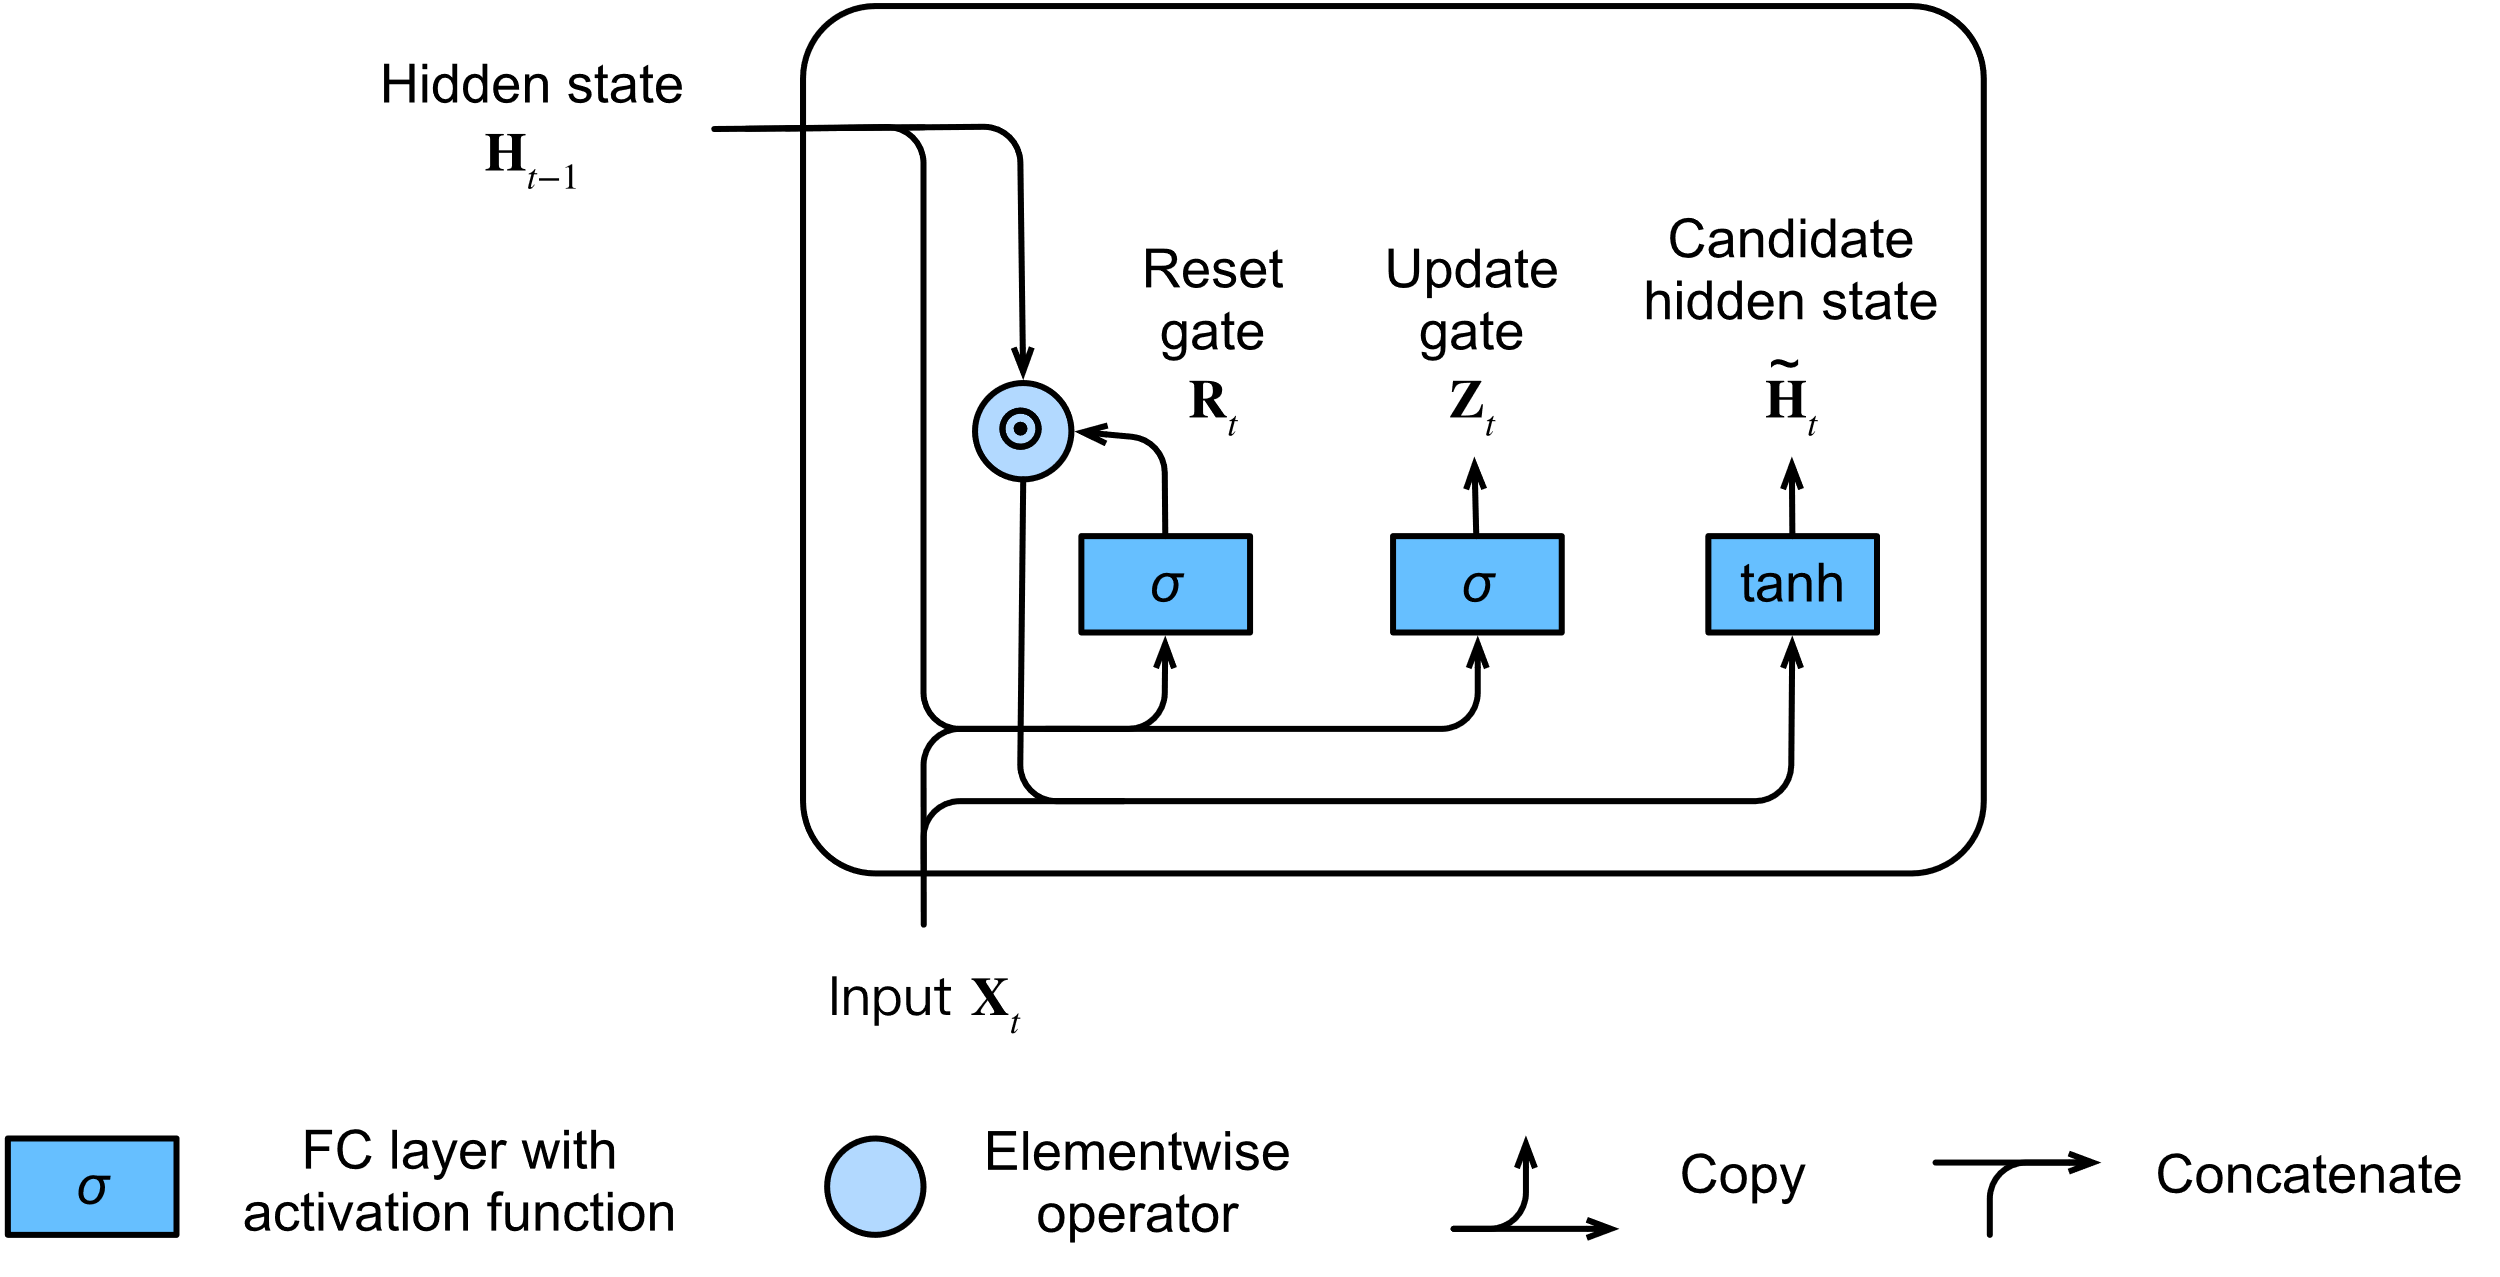 Hidden state
H_{t-1}
Reset
gate
R_t
Update
gate
Z_t
Candidate
hidden state
H̃_t
σ
σ
tanh
Input X_t
σ
FC layer with
activation function
Elementwise
operator
Copy
Concatenate